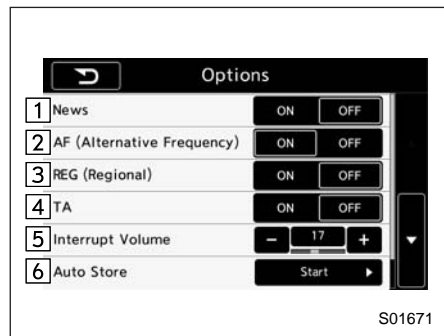 Options
1 News ON OFF
2 AF (Alternative Frequency) ON OFF
3 REG (Regional) ON OFF
4 TA ON OFF
5 Interrupt Volume − 17 +
6 Auto Store Start
S01671